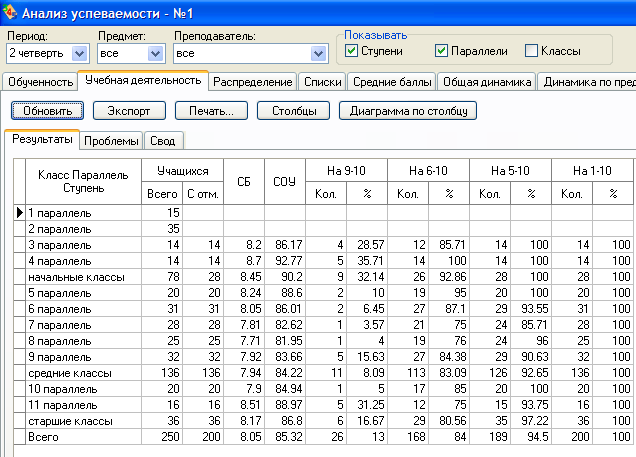 Анализ успеваемости - №1
Период: Предмет: Преподаватель: Показывать
2 четверть все все Ступени Параллели Классы
Обученность Учебная деятельность Распределение Списки Средние баллы Общая динамика Динамика по пред
Обновить Экспорт Печать... Столбцы Диаграмма по столбцу
Результаты Проблемы Свод
Класс Параллель Ступень Учащихся СБ СОУ На 9-10 На 6-10 На 5-10 На 1-10
Всего С отм. Кол. % Кол. % Кол. % Кол. %
1 параллель 15
2 параллель 35
3 параллель 14 14 8.2 86.17 4 28.57 12 85.71 14 100 14 100
4 параллель 14 14 8.7 92.77 5 35.71 14 100 14 100 14 100
начальные классы 78 28 8.45 90.2 9 32.14 26 92.86 28 100 28 100
5 параллель 20 20 8.24 88.6 2 10 19 95 20 100 20 100
6 параллель 31 31 8.05 86.01 2 6.45 27 87.1 29 93.55 31 100
7 параллель 28 28 7.81 82.62 1 3.57 21 75 24 85.71 28 100
8 параллель 25 25 7.71 81.95 1 4 19 76 24 96 25 100
9 параллель 32 32 7.92 83.66 5 15.63 27 84.38 29 90.63 32 100
средние классы 136 136 7.94 84.22 11 8.09 113 83.09 126 92.65 136 100
10 параллель 20 20 7.9 84.94 1 5 17 85 20 100 20 100
11 параллель 16 16 8.51 88.97 5 31.25 12 75 15 93.75 16 100
старшие классы 36 36 8.17 86.8 6 16.67 29 80.56 35 97.22 36 100
Всего 250 200 8.05 85.32 26 13 168 84 189 94.5 200 100